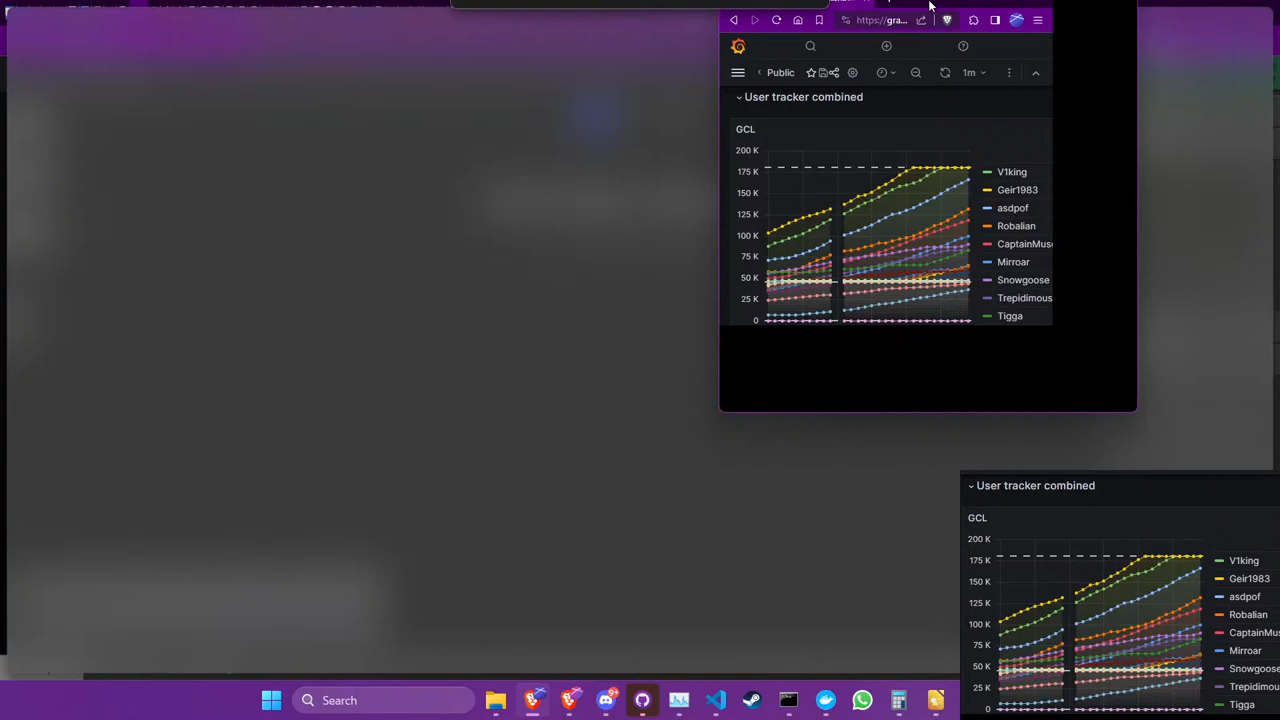 https://gra...
Public
1m
User tracker combined
GCL
200 K
175 K
150 K
125 K
100 K
75 K
50 K
25 K
0
V1king
Geir1983
asdpof
Robalian
CaptainMus
Mirroar
Snowgoose
Trepidimous
Tigga
User tracker combined
GCL
200 K
175 K
150 K
125 K
100 K
75 K
50 K
25 K
0
V1king
Geir1983
asdpof
Robalian
CaptainMus
Mirroar
Snowgoose
Trepidimou
Tigga
Search
9+